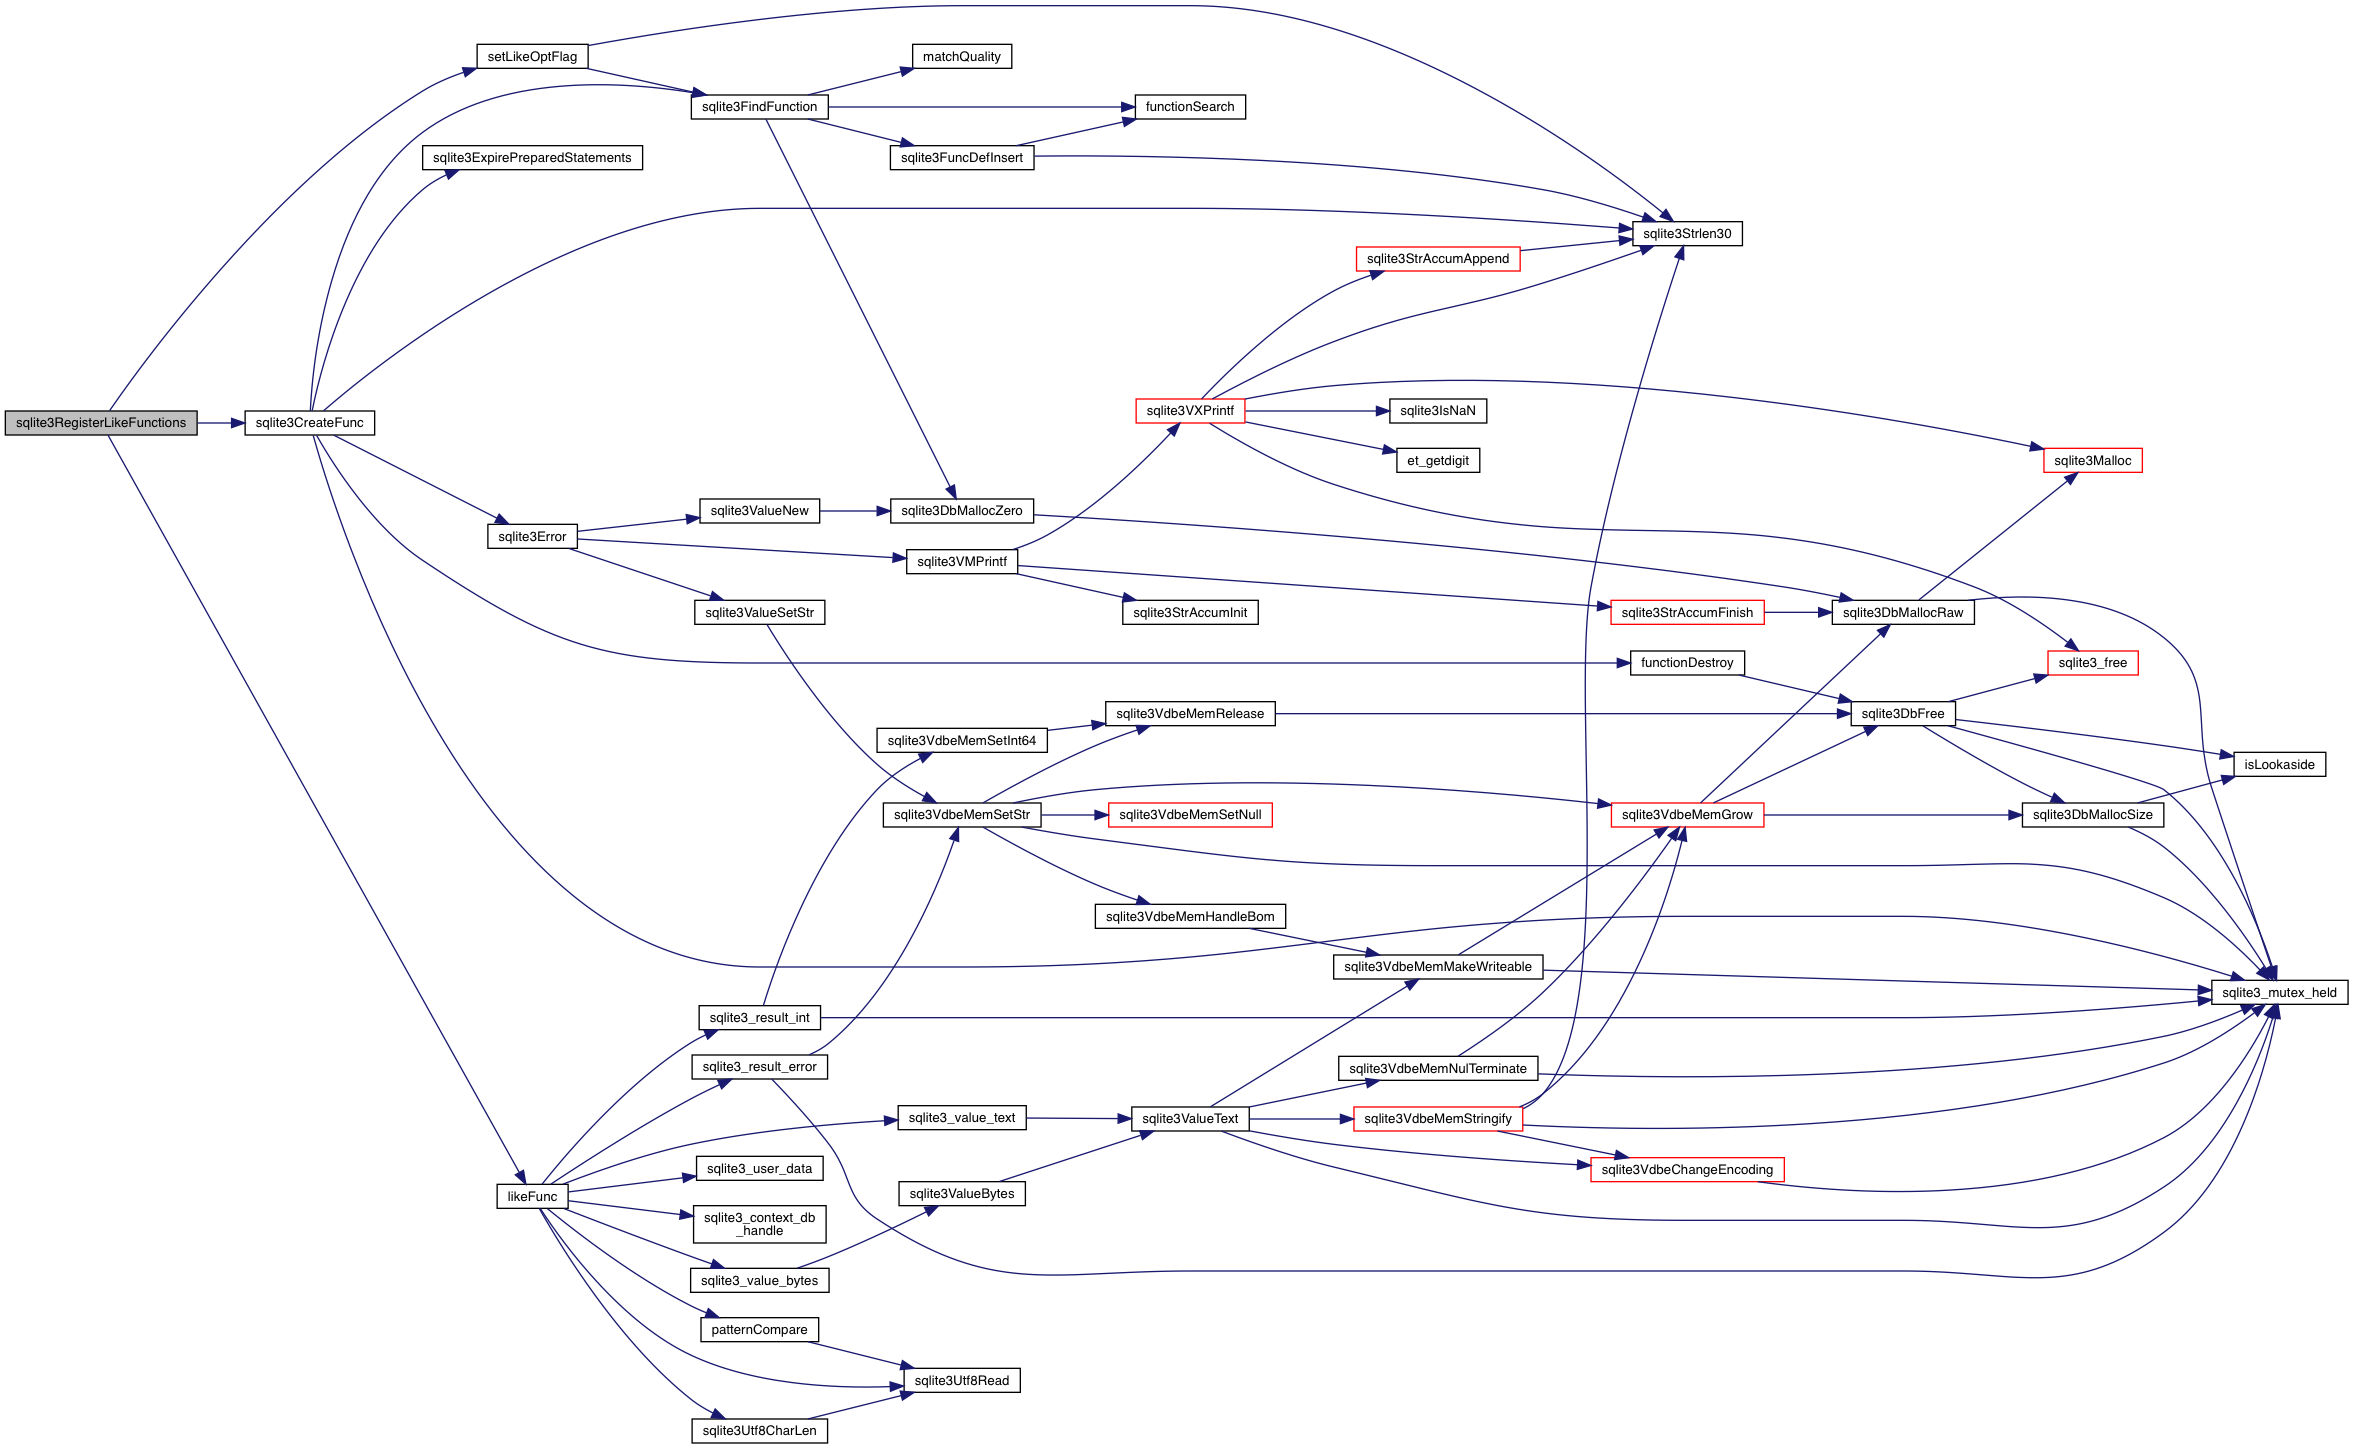 setLikeOptFlag
matchQuality
sqlite3FindFunction
functionSearch
sqlite3ExpirePreparedStatements
sqlite3FuncDefInsert
sqlite3Strlen30
sqlite3StrAccumAppend
sqlite3RegisterLikeFunctions
sqlite3CreateFunc
sqlite3VXPrintf
sqlite3IsNaN
et_getdigit
sqlite3Malloc
sqlite3ValueNew
sqlite3DbMallocZero
sqlite3Error
sqlite3VMPrintf
sqlite3ValueSetStr
sqlite3StrAccumInit
sqlite3StrAccumFinish
sqlite3DbMallocRaw
functionDestroy
sqlite3_free
sqlite3VdbeMemRelease
sqlite3DbFree
sqlite3VdbeMemSetInt64
isLookaside
sqlite3VdbeMemSetStr
sqlite3VdbeMemSetNull
sqlite3VdbeMemGrow
sqlite3DbMallocSize
sqlite3VdbeMemHandleBom
sqlite3VdbeMemMakeWriteable
sqlite3_mutex_held
sqlite3_result_int
sqlite3_result_error
sqlite3VdbeMemNulTerminate
sqlite3_value_text
sqlite3ValueText
sqlite3VdbeMemStringify
sqlite3_user_data
sqlite3VdbeChangeEncoding
likeFunc
sqlite3ValueBytes
sqlite3_context_db
_handle
sqlite3_value_bytes
patternCompare
sqlite3Utf8Read
sqlite3Utf8CharLen